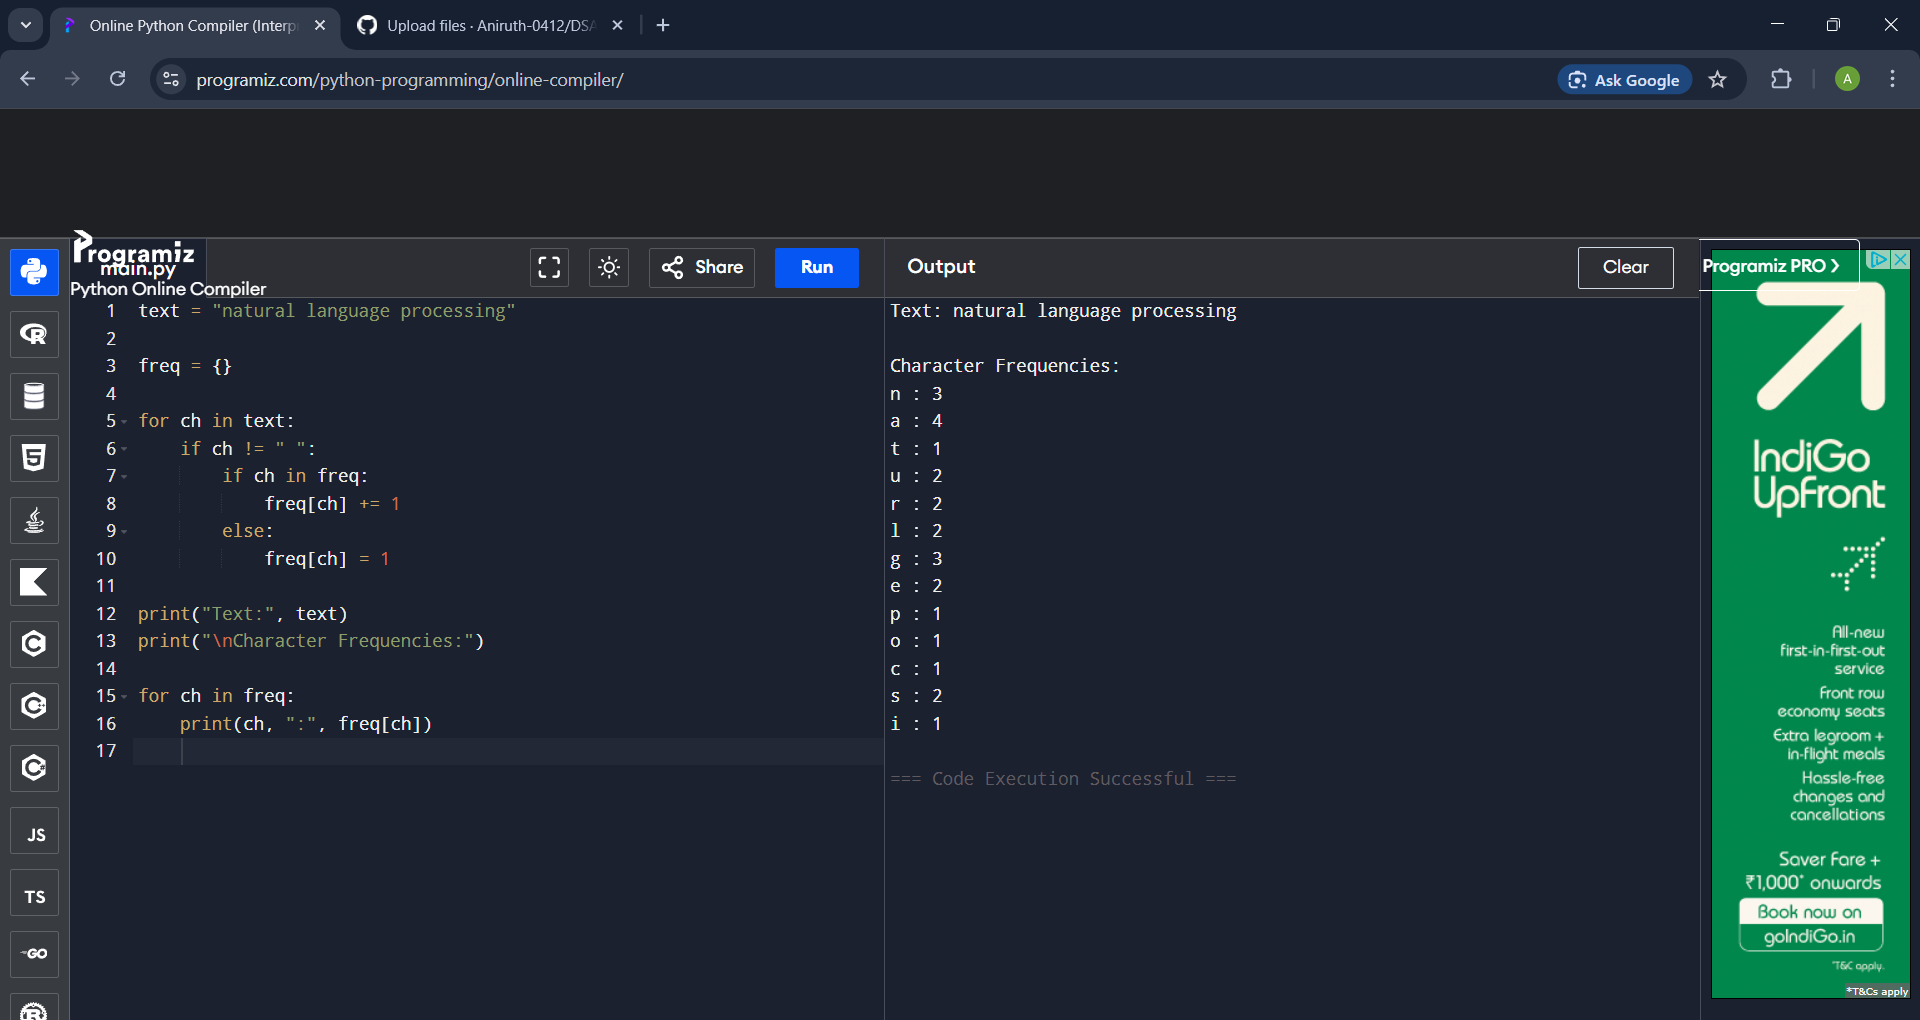 Online Python Compiler (Interp
Upload files · Aniruth-0412/DSA
programiz.com/python-programming/online-compiler/
Ask Google
A
Programiz
main.py
Python Online Compiler
Share
Run
Output
Clear
Programiz PRO ❯
1 text = "natural language processing"
2
3 freq = {}
4
5 for ch in text:
6     if ch != " ":
7         if ch in freq:
8             freq[ch] += 1
9         else:
10             freq[ch] = 1
11
12 print("Text:", text)
13 print("\nCharacter Frequencies:")
14
15 for ch in freq:
16     print(ch, ":", freq[ch])
17
Text: natural language processing
Character Frequencies:
n : 3
a : 4
t : 1
u : 2
r : 2
l : 2
g : 3
e : 2
p : 1
o : 1
c : 1
s : 2
i : 1
=== Code Execution Successful ===
R
5
C
C
C
JS
TS
GO
R
IndiGo
UpFront
All-new
first-in-first-out
service
Front row
economy seats
Extra legroom +
in-flight meals
Hassle-free
changes and
cancellations
Saver Fare +
₹1,000* onwards
Book now on
goIndiGo.in
*T&C apply.
*T&Cs apply